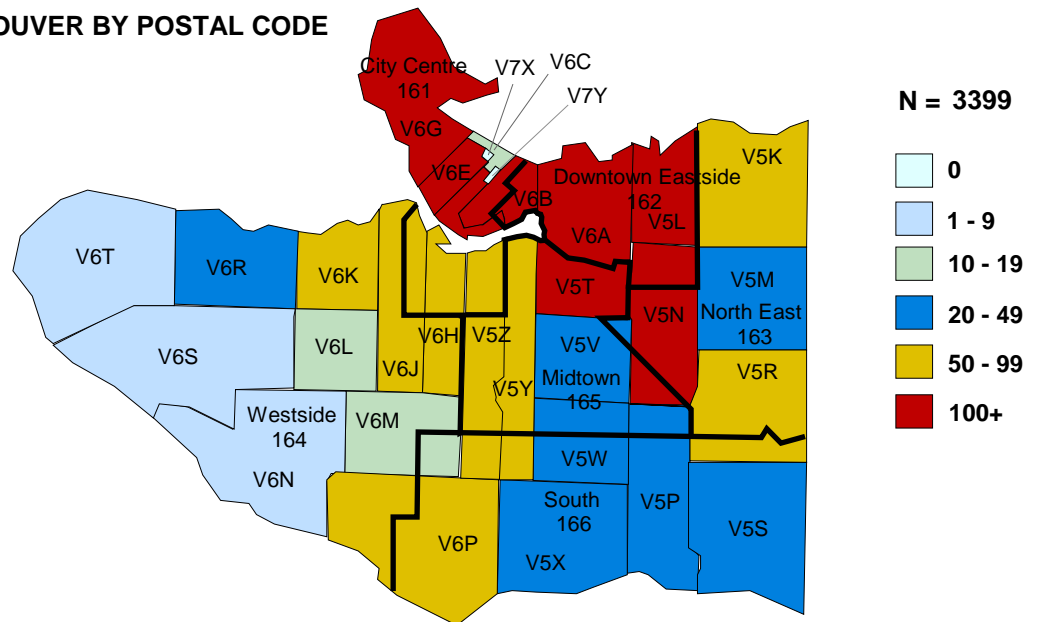 OUVER BY POSTAL CODE
City Centre
161
V7X
V6C
V7Y
V6G
V6E
V6B
Downtown Eastside
162
V5K
V5L
V6A
V6T
V6R
V6K
V5T
V5M
V5N
North East
163
V6S
V6L
V6H
V5Z
V6J
V5V
V5Y
Midtown
165
V5R
Westside
164
V6M
V6N
V5W
South
166
V5P
V5S
V6P
V5X
N = 3399
0
1 - 9
10 - 19
20 - 49
50 - 99
100+